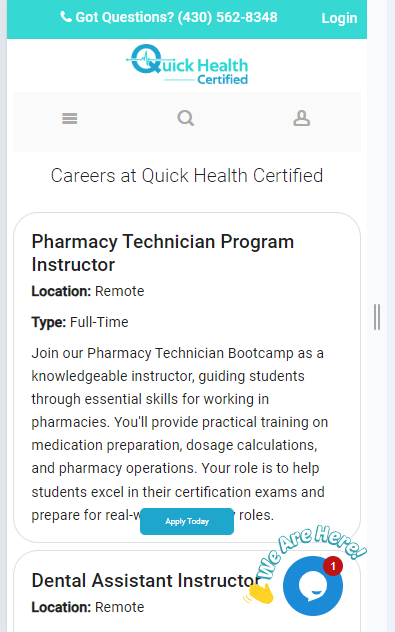 Got Questions? (430) 562-8348
Login
Quick Health
Certified
Careers at Quick Health Certified
Pharmacy Technician Program
Instructor
Location: Remote
Type: Full-Time
Join our Pharmacy Technician Bootcamp as a
knowledgeable instructor, guiding students
through essential skills for working in
pharmacies. You'll provide practical training on
medication preparation, dosage calculations,
and pharmacy operations. Your role is to help
students excel in their certification exams and
prepare for roles.
Apply Today
We Are Here!
1
Dental Assistant Instructor
Location: Remote